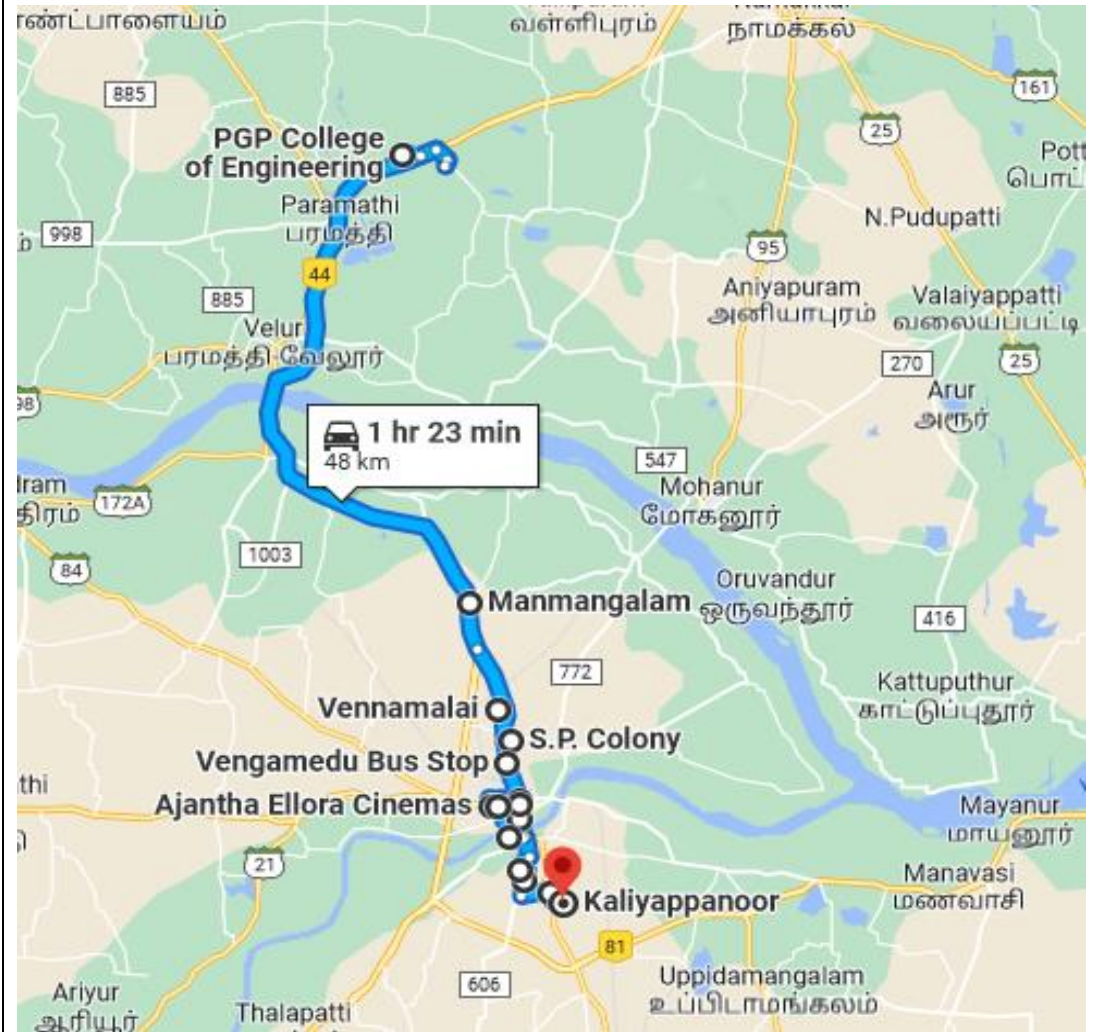 வள்ளிபுரம்
நாமக்கல்
885
161
25
PGP College
of Engineering
Paramathi
பரமத்தி
998
N.Pudupatti
95
44
885
Aniyapuram
அனியாபுரம்
Valaiyappatti
வலையப்பட்டி
Velur
பரமத்தி வேலூர்
270
25
Arur
அரூர்
1 hr 23 min
48 km
547
Mohanur
மோகனூர்
172A
1003
84
Manmangalam
Oruvandur
ஒருவந்தூர்
416
772
Kattuputhur
காட்டுப்புதூர்
Vennamalai
S.P. Colony
Vengamedu Bus Stop
Ajantha Ellora Cinemas
Mayanur
மாயனூர்
21
Manavasi
மணவாசி
Kaliyappanoor
81
606
Uppidamangalam
உப்பிடாமங்கலம்
Ariyur
ஆரியூர்
Thalapatti